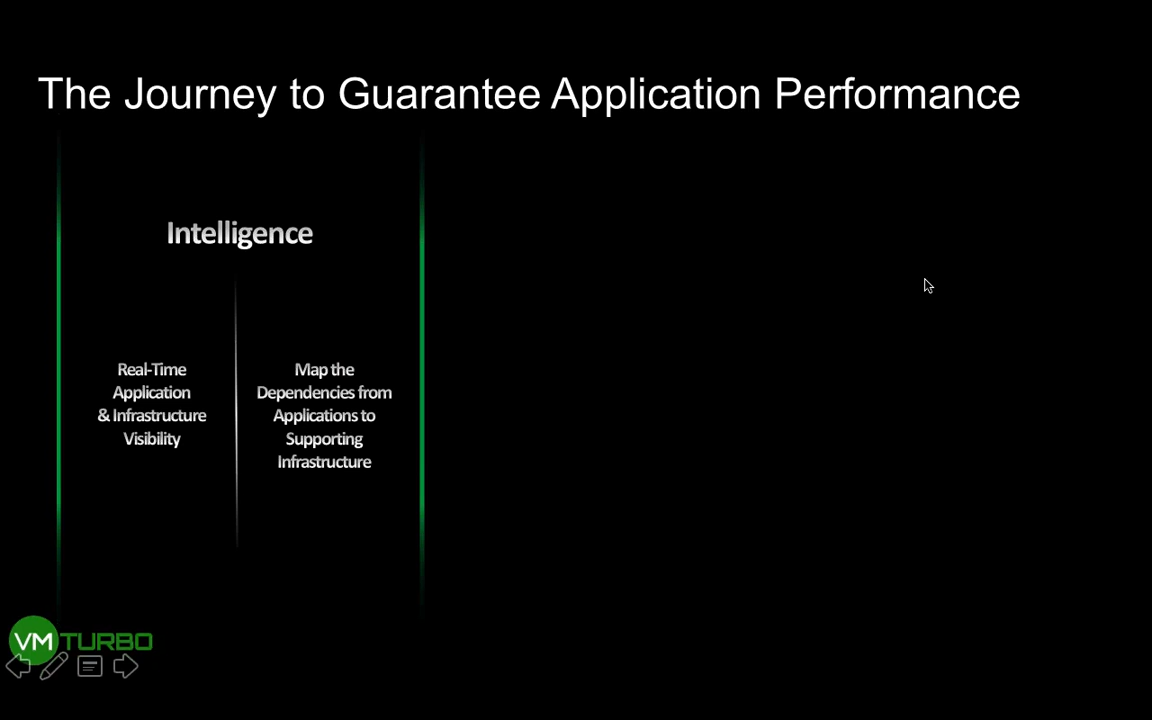 The Journey to Guarantee Application Performance
Intelligence
Real-Time
Application
& Infrastructure
Visibility
Map the
Dependencies from
Applications to
Supporting
Infrastructure
VMTURBO